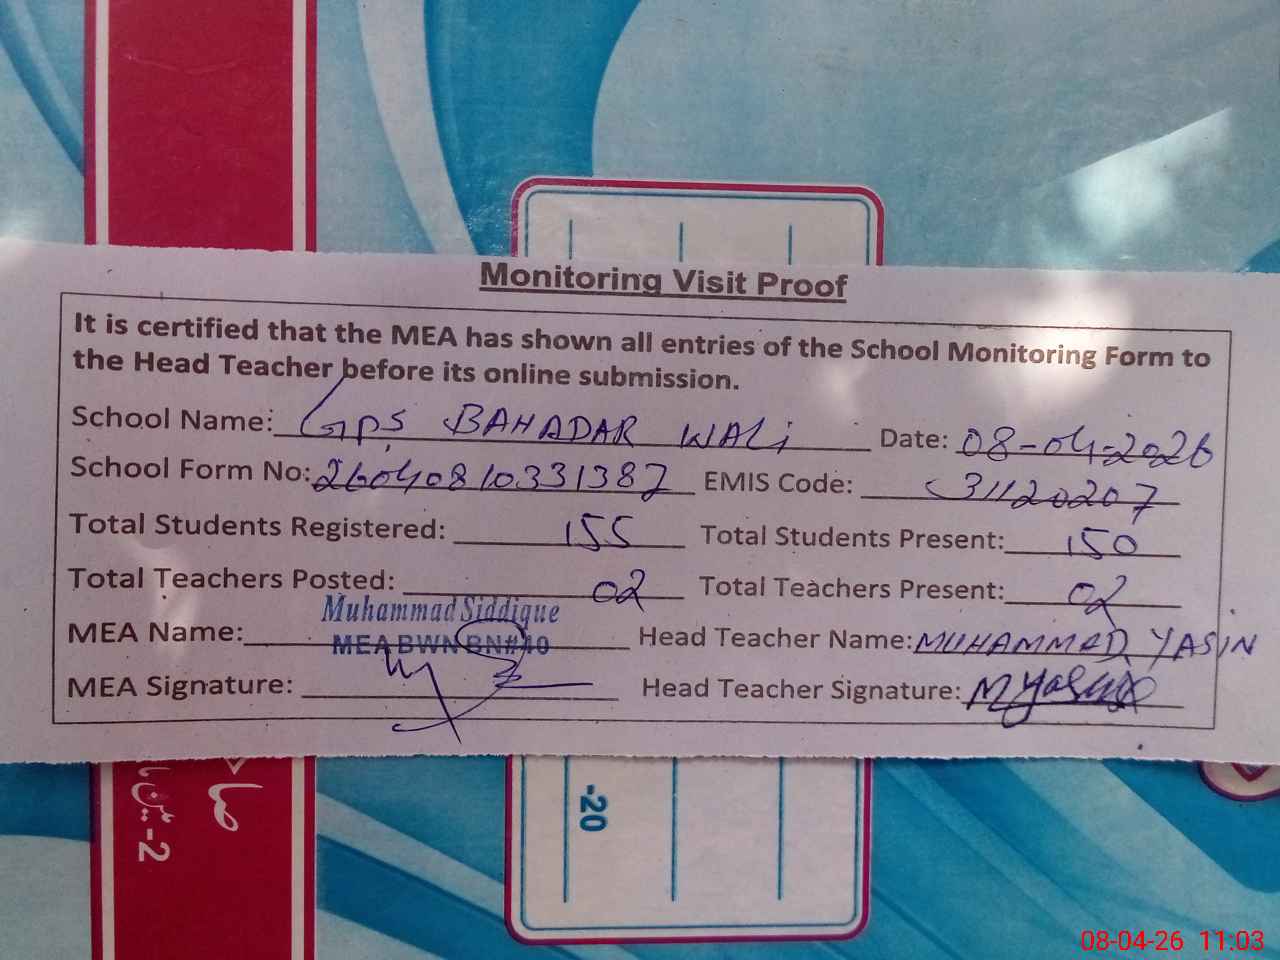 Monitoring Visit Proof
It is certified that the MEA has shown all entries of the School Monitoring Form to
the Head Teacher before its online submission.
School Name: GPS BAHADAR WALi Date: 08-04-2026
School Form No: 26040810331387 EMIS Code: 31120207
Total Students Registered: 155 Total Students Present: 150
Total Teachers Posted: 02 Total Teachers Present: 02
Muhammad Siddique
MEA Name: MEA BWN BN#40 Head Teacher Name: MUHAMMAD YASIN
MEA Signature: Head Teacher Signature: M Yasin
-20
-2
08-04-26 11:03